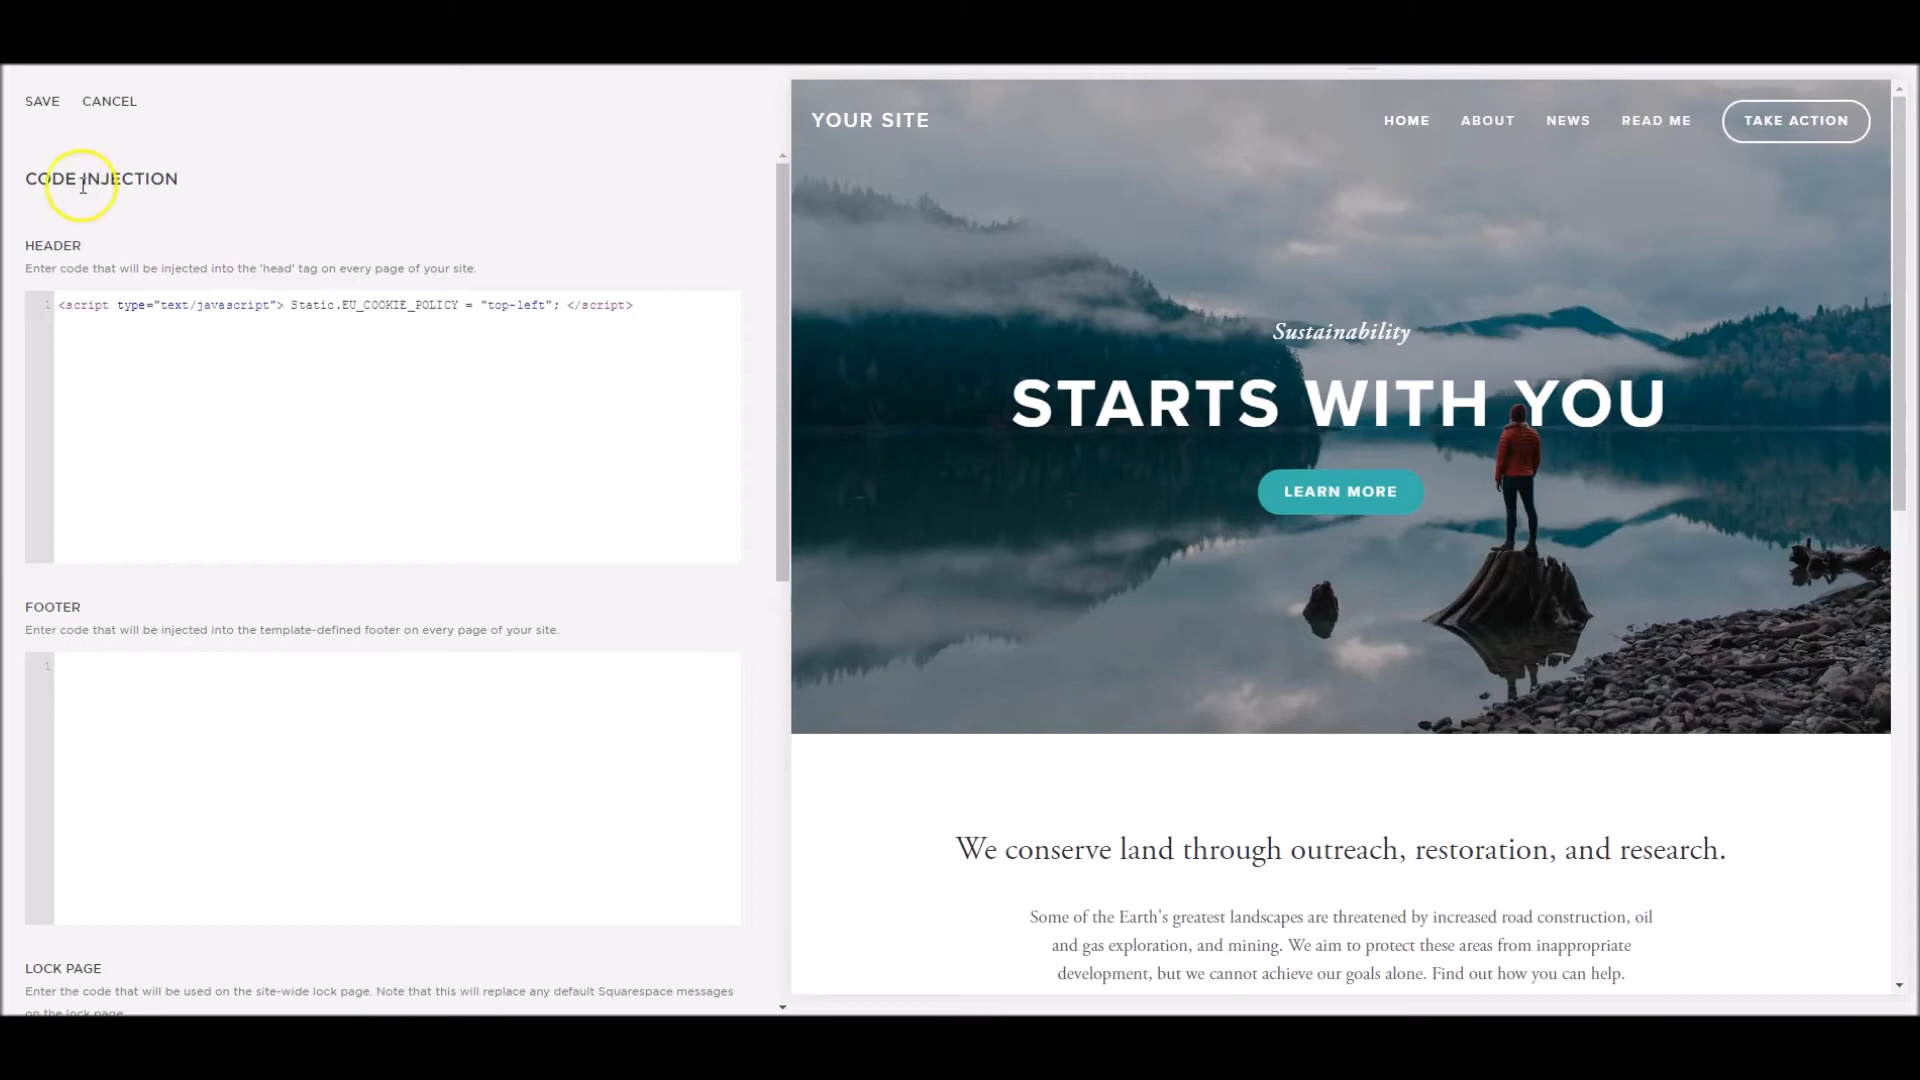 SAVE CANCEL
CODE INJECTION
HEADER
Enter code that will be injected into the 'head' tag on every page of your site.
1 <script type="text/javascript"> Static.EU_COOKIE_POLICY = "top-left"; </script>
FOOTER
Enter code that will be injected into the template-defined footer on every page of your site.
1
LOCK PAGE
Enter the code that will be used on the site-wide lock page. Note that this will replace any default Squarespace messages
on the lock page.
YOUR SITE
HOME ABOUT NEWS READ ME TAKE ACTION
Sustainability
STARTS WITH YOU
LEARN MORE
We conserve land through outreach, restoration, and research.
Some of the Earth's greatest landscapes are threatened by increased road construction, oil
and gas exploration, and mining. We aim to protect these areas from inappropriate
development, but we cannot achieve our goals alone. Find out how you can help.